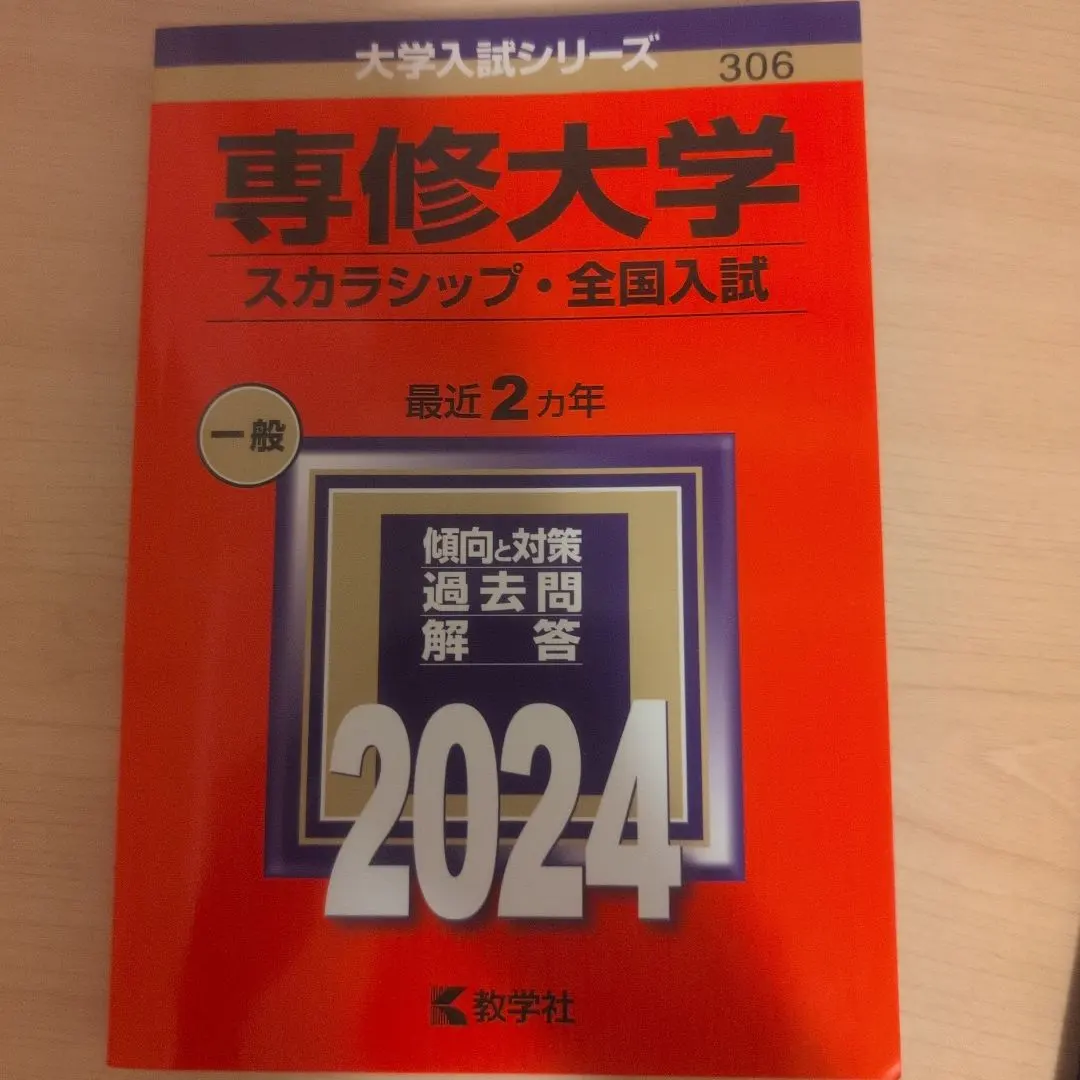 大学入試シリーズ
306
専修大学
スカラシップ・全国入試
最近2カ年
一般
傾向と対策
過去問
解答
2024
教学社